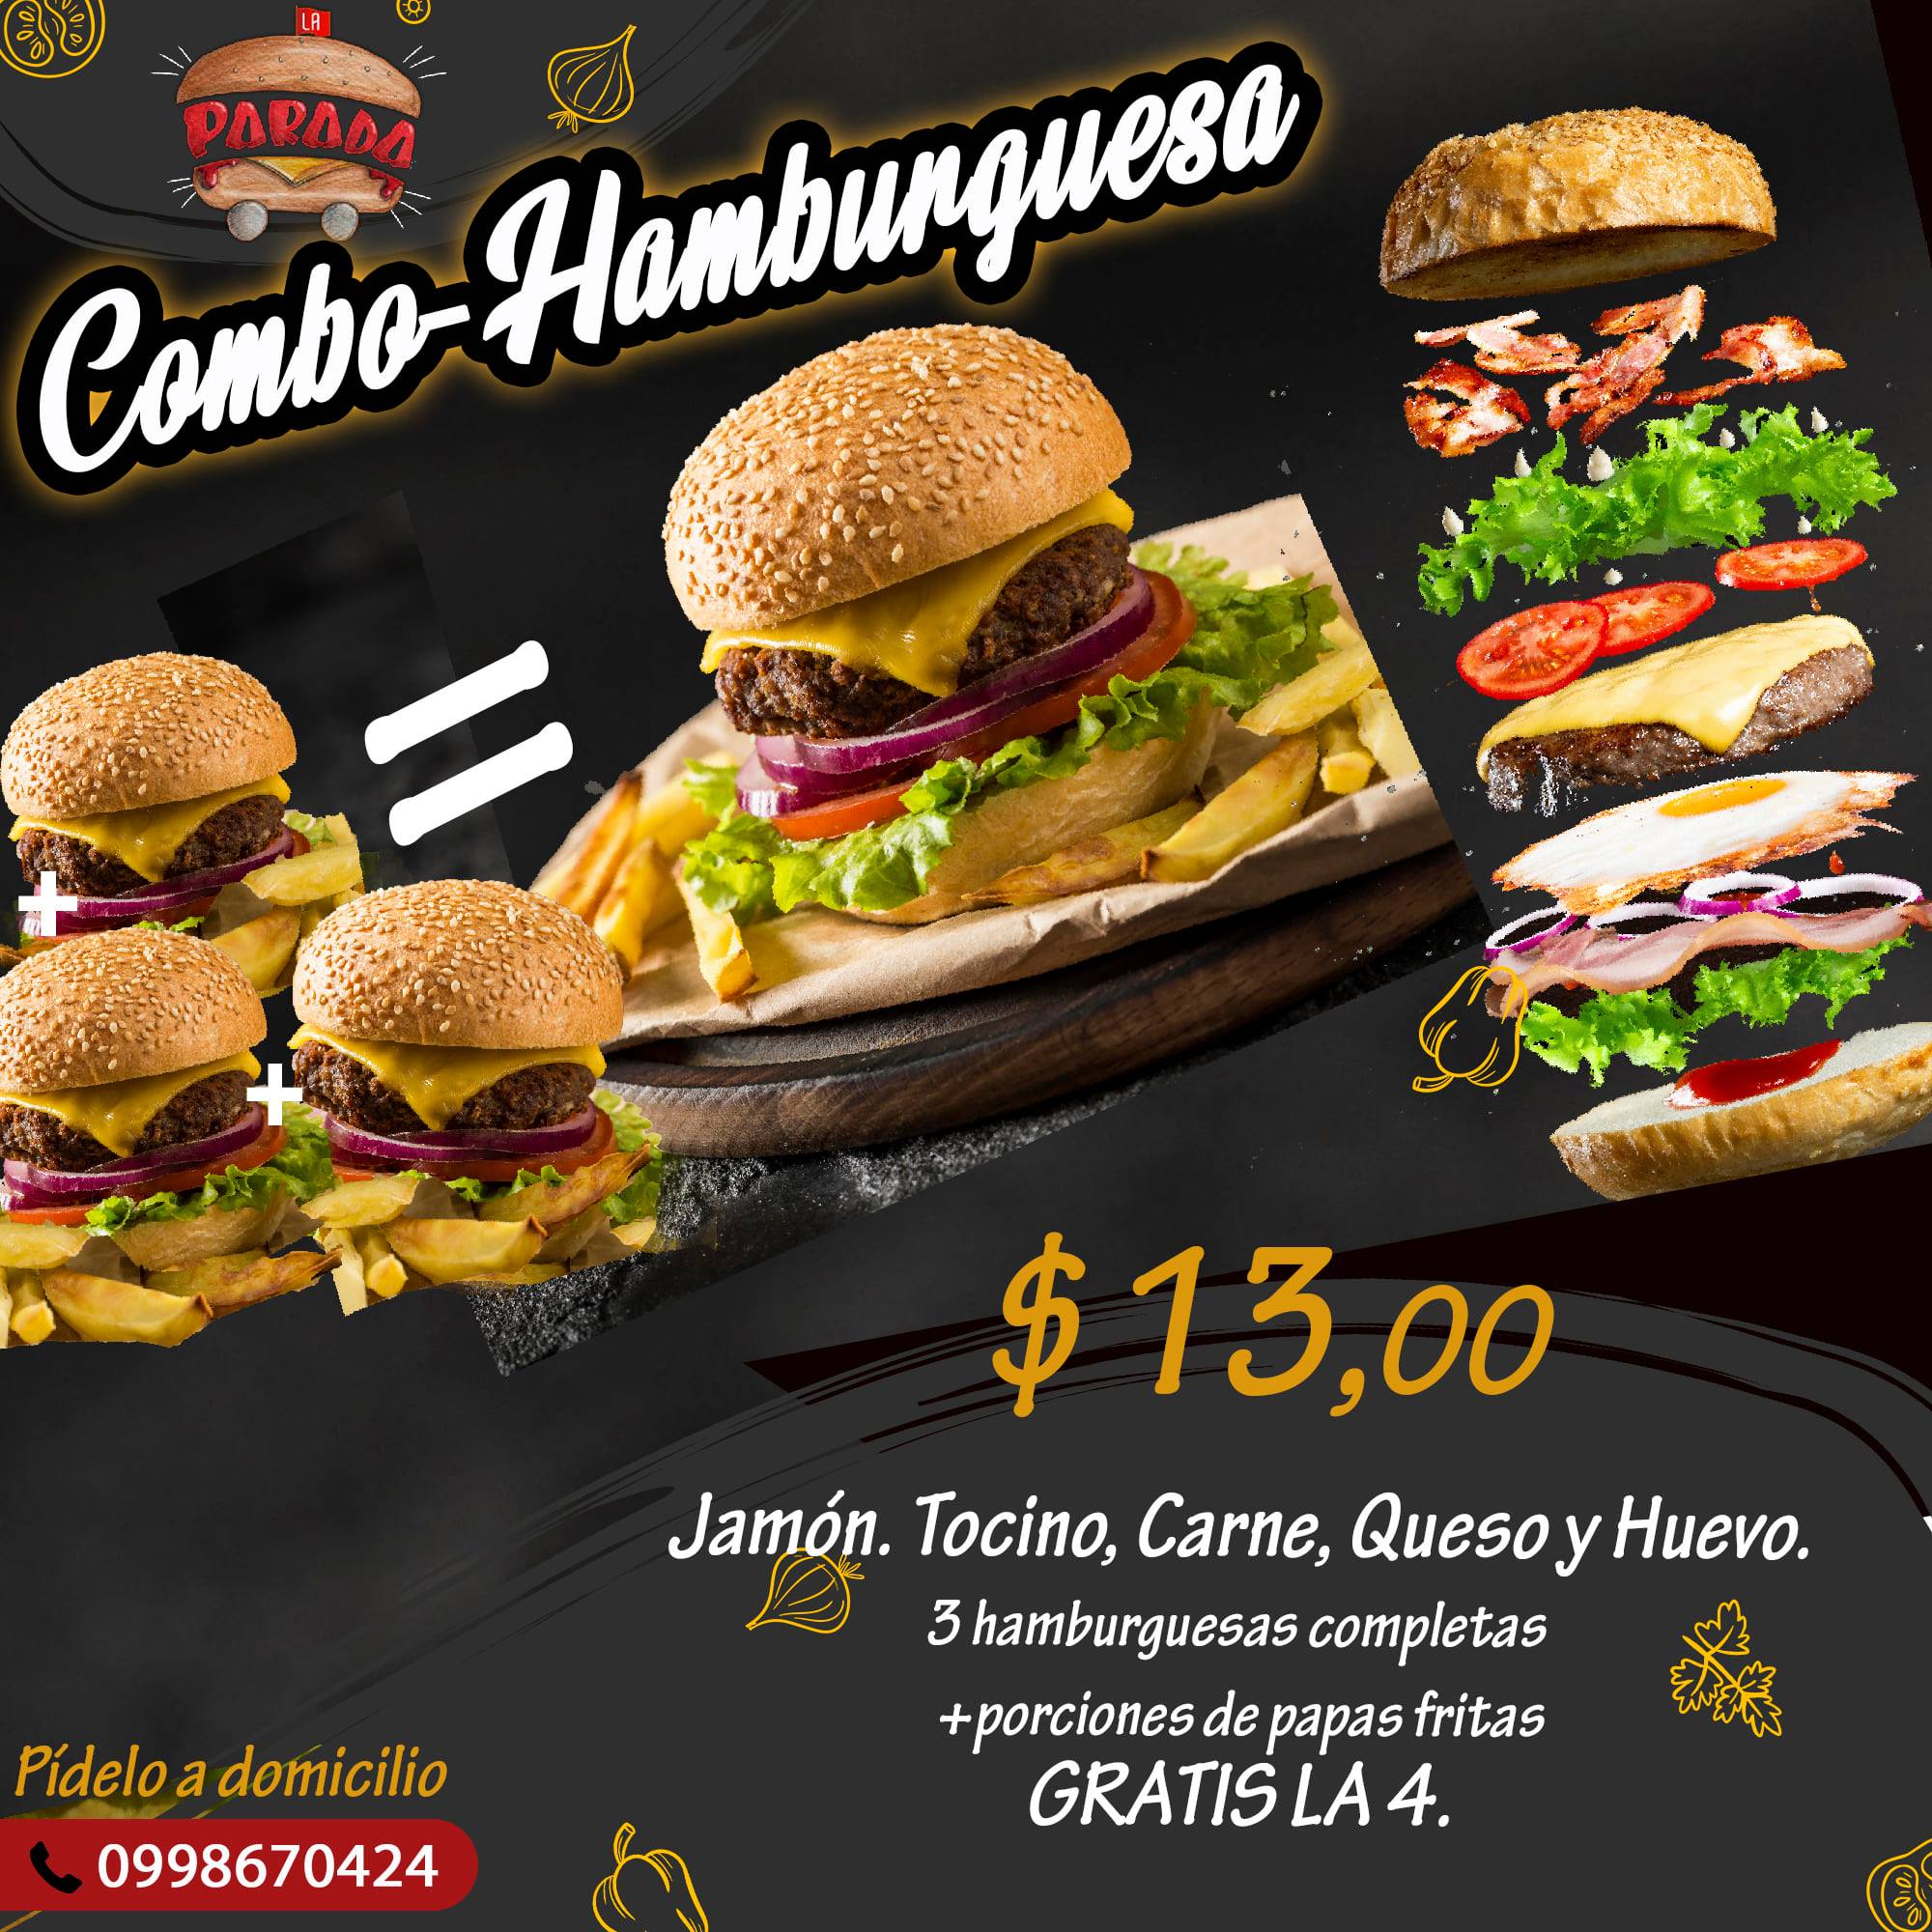 LA
PARADA
Combo-Hamburguesa
=
+
+
$ 13,00
Jamón. Tocino, Carne, Queso y Huevo.
3 hamburguesas completas
+porciones de papas fritas
GRATIS LA 4.
Pídelo a domicilio
0998670424